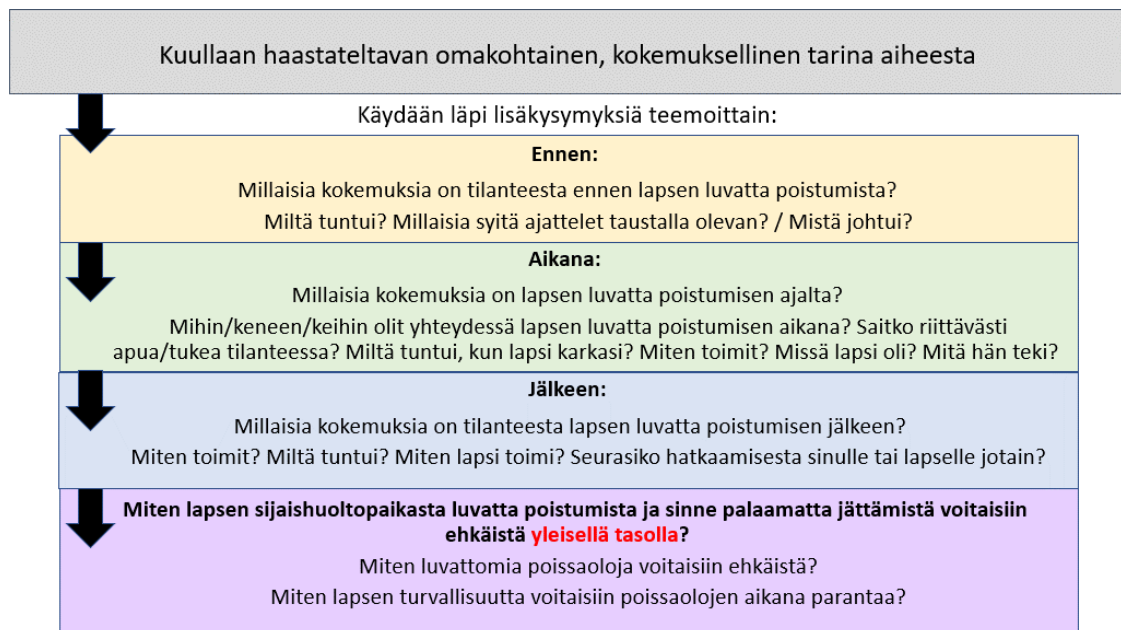 Kuullaan haastateltavan omakohtainen, kokemuksellinen tarina aiheesta
Käydään läpi lisäkysymyksiä teemoittain:
Ennen:
Millaisia kokemuksia on tilanteesta ennen lapsen luvatta poistumista?
Miltä tuntui? Millaisia syitä ajattelet taustalla olevan? / Mistä johtui?
Aikana:
Millaisia kokemuksia on lapsen luvatta poistumisen ajalta?
Mihin/keneen/keihin olit yhteydessä lapsen luvatta poistumisen aikana? Saitko riittävästi
apua/tukea tilanteessa? Miltä tuntui, kun lapsi karkasi? Miten toimit? Missä lapsi oli? Mitä hän teki?
Jälkeen:
Millaisia kokemuksia on tilanteesta lapsen luvatta poistumisen jälkeen?
Miten toimit? Miltä tuntui? Miten lapsi toimi? Seurasiko hatkaamisesta sinulle tai lapselle jotain?
Miten lapsen sijaishuoltopaikasta luvatta poistumista ja sinne palaamatta jättämistä voitaisiin
ehkäistä yleisellä tasolla?
Miten luvattomia poissaoloja voitaisiin ehkäistä?
Miten lapsen turvallisuutta voitaisiin poissaolojen aikana parantaa?